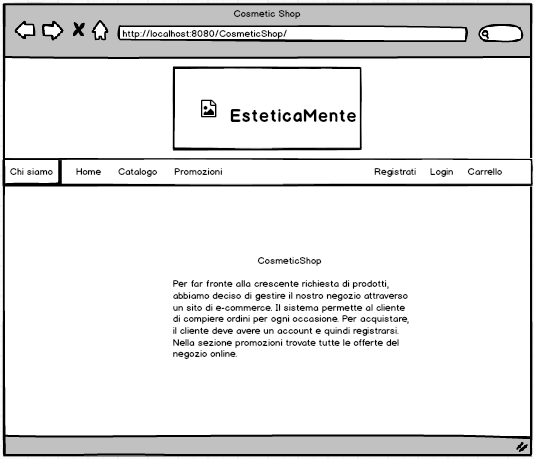 Cosmetic Shop
http://localhost:8080/CosmeticShop/
EsteticaMente
Chi siamo Home Catalogo Promozioni Registrati Login Carrello
CosmeticShop
Per far fronte alla crescente richiesta di prodotti,
abbiamo deciso di gestire il nostro negozio attraverso
un sito di e-commerce. Il sistema permette al cliente
di compiere ordini per ogni occasione. Per acquistare,
il cliente deve avere un account e quindi registrarsi.
Nella sezione promozioni trovate tutte le offerte del
negozio online.